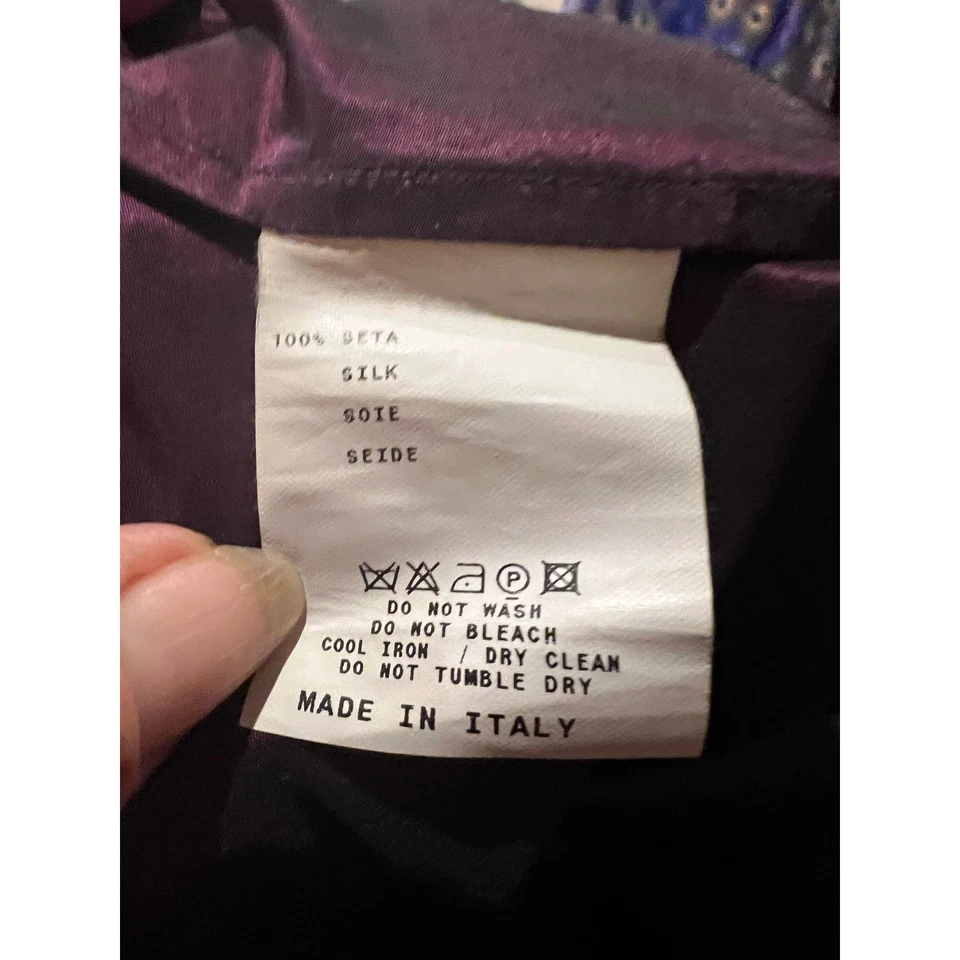 100% SETA
SILK
SOIE
SEIDE
P
DO NOT WASH
DO NOT BLEACH
COOL IRON / DRY CLEAN
DO NOT TUMBLE DRY
MADE IN ITALY